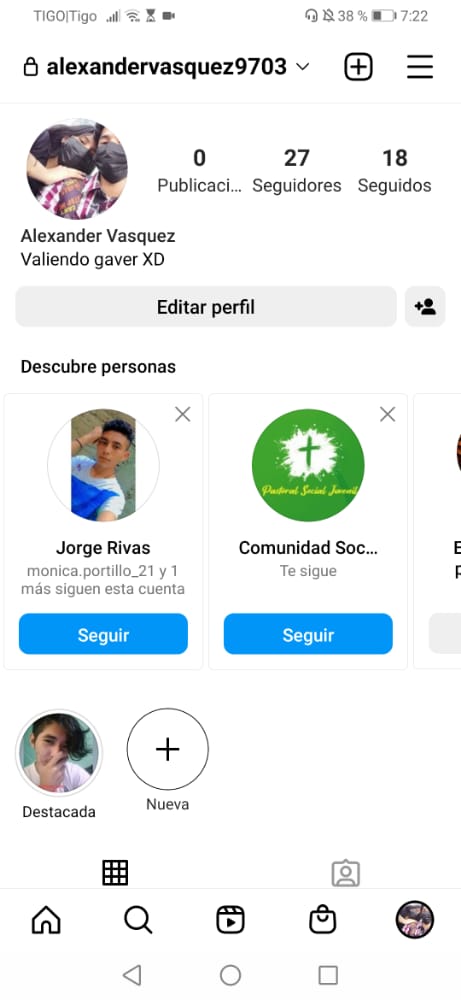 TIGO|Tigo 38 % 7:22
alexandervasquez9703
0 27 18
Publicaci... Seguidores Seguidos
Alexander Vasquez
Valiendo gaver XD
Editar perfil
Descubre personas
Pastoral Social Juvenil
Jorge Rivas Comunidad Soc...
monica.portillo_21 y 1 Te sigue
más siguen esta cuenta
Seguir Seguir
Destacada Nueva